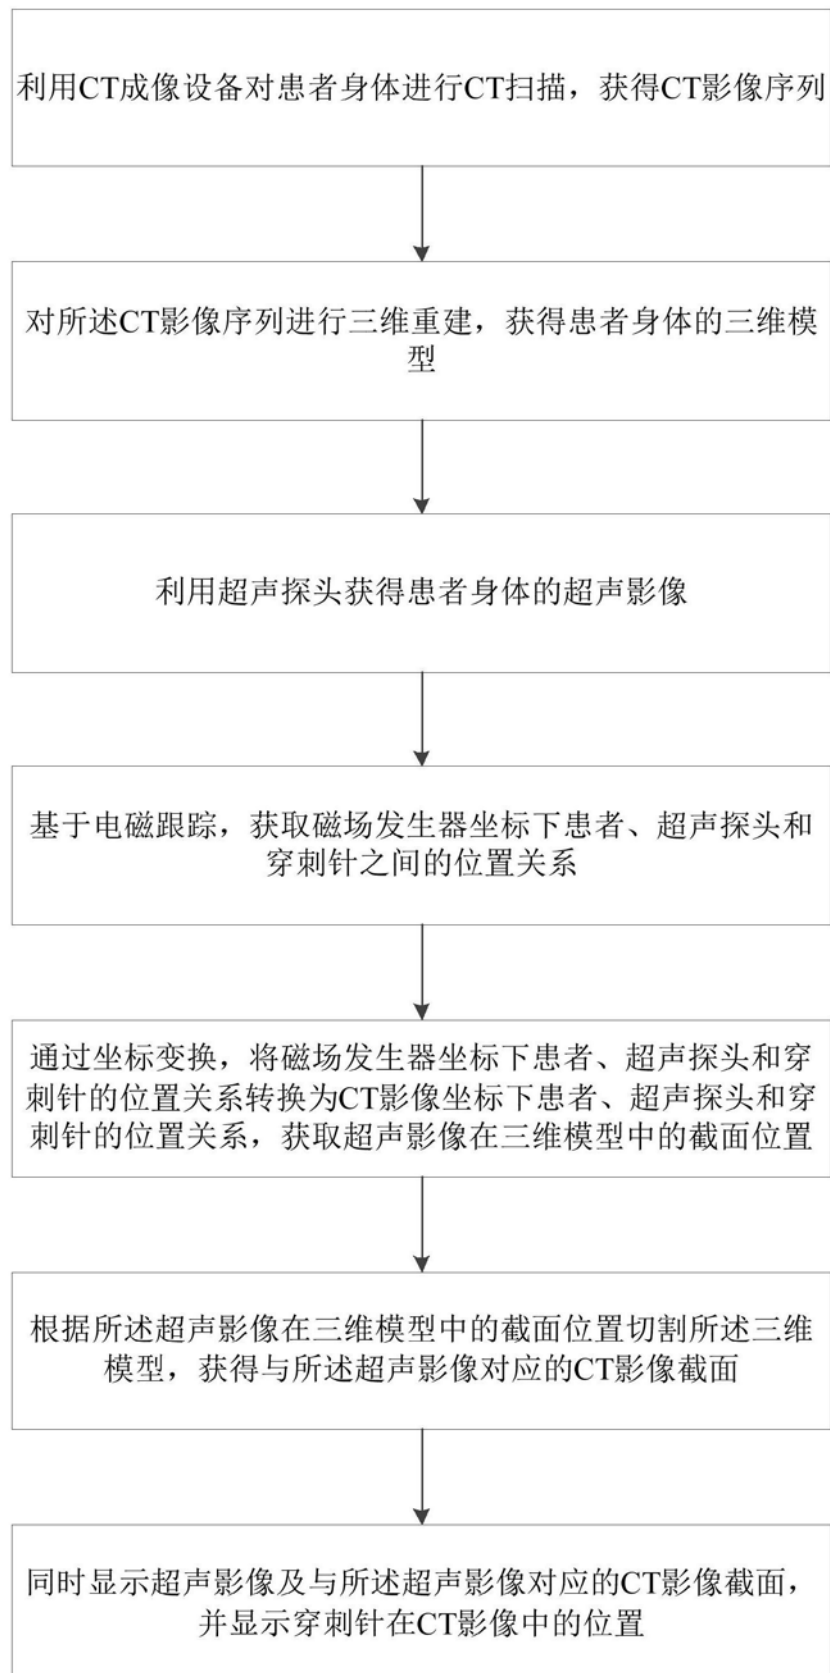 利用CT成像设备对患者身体进行CT扫描，获得CT影像序列
对所述CT影像序列进行三维重建，获得患者身体的三维模
型
利用超声探头获得患者身体的超声影像
基于电磁跟踪，获取磁场发生器坐标下患者、超声探头和
穿刺针之间的位置关系
通过坐标变换，将磁场发生器坐标下患者、超声探头和穿
刺针的位置关系转换为CT影像坐标下患者、超声探头和穿
刺针的位置关系，获取超声影像在三维模型中的截面位置
根据所述超声影像在三维模型中的截面位置切割所述三维
模型，获得与所述超声影像对应的CT影像截面
同时显示超声影像及与所述超声影像对应的CT影像截面，
并显示穿刺针在CT影像中的位置